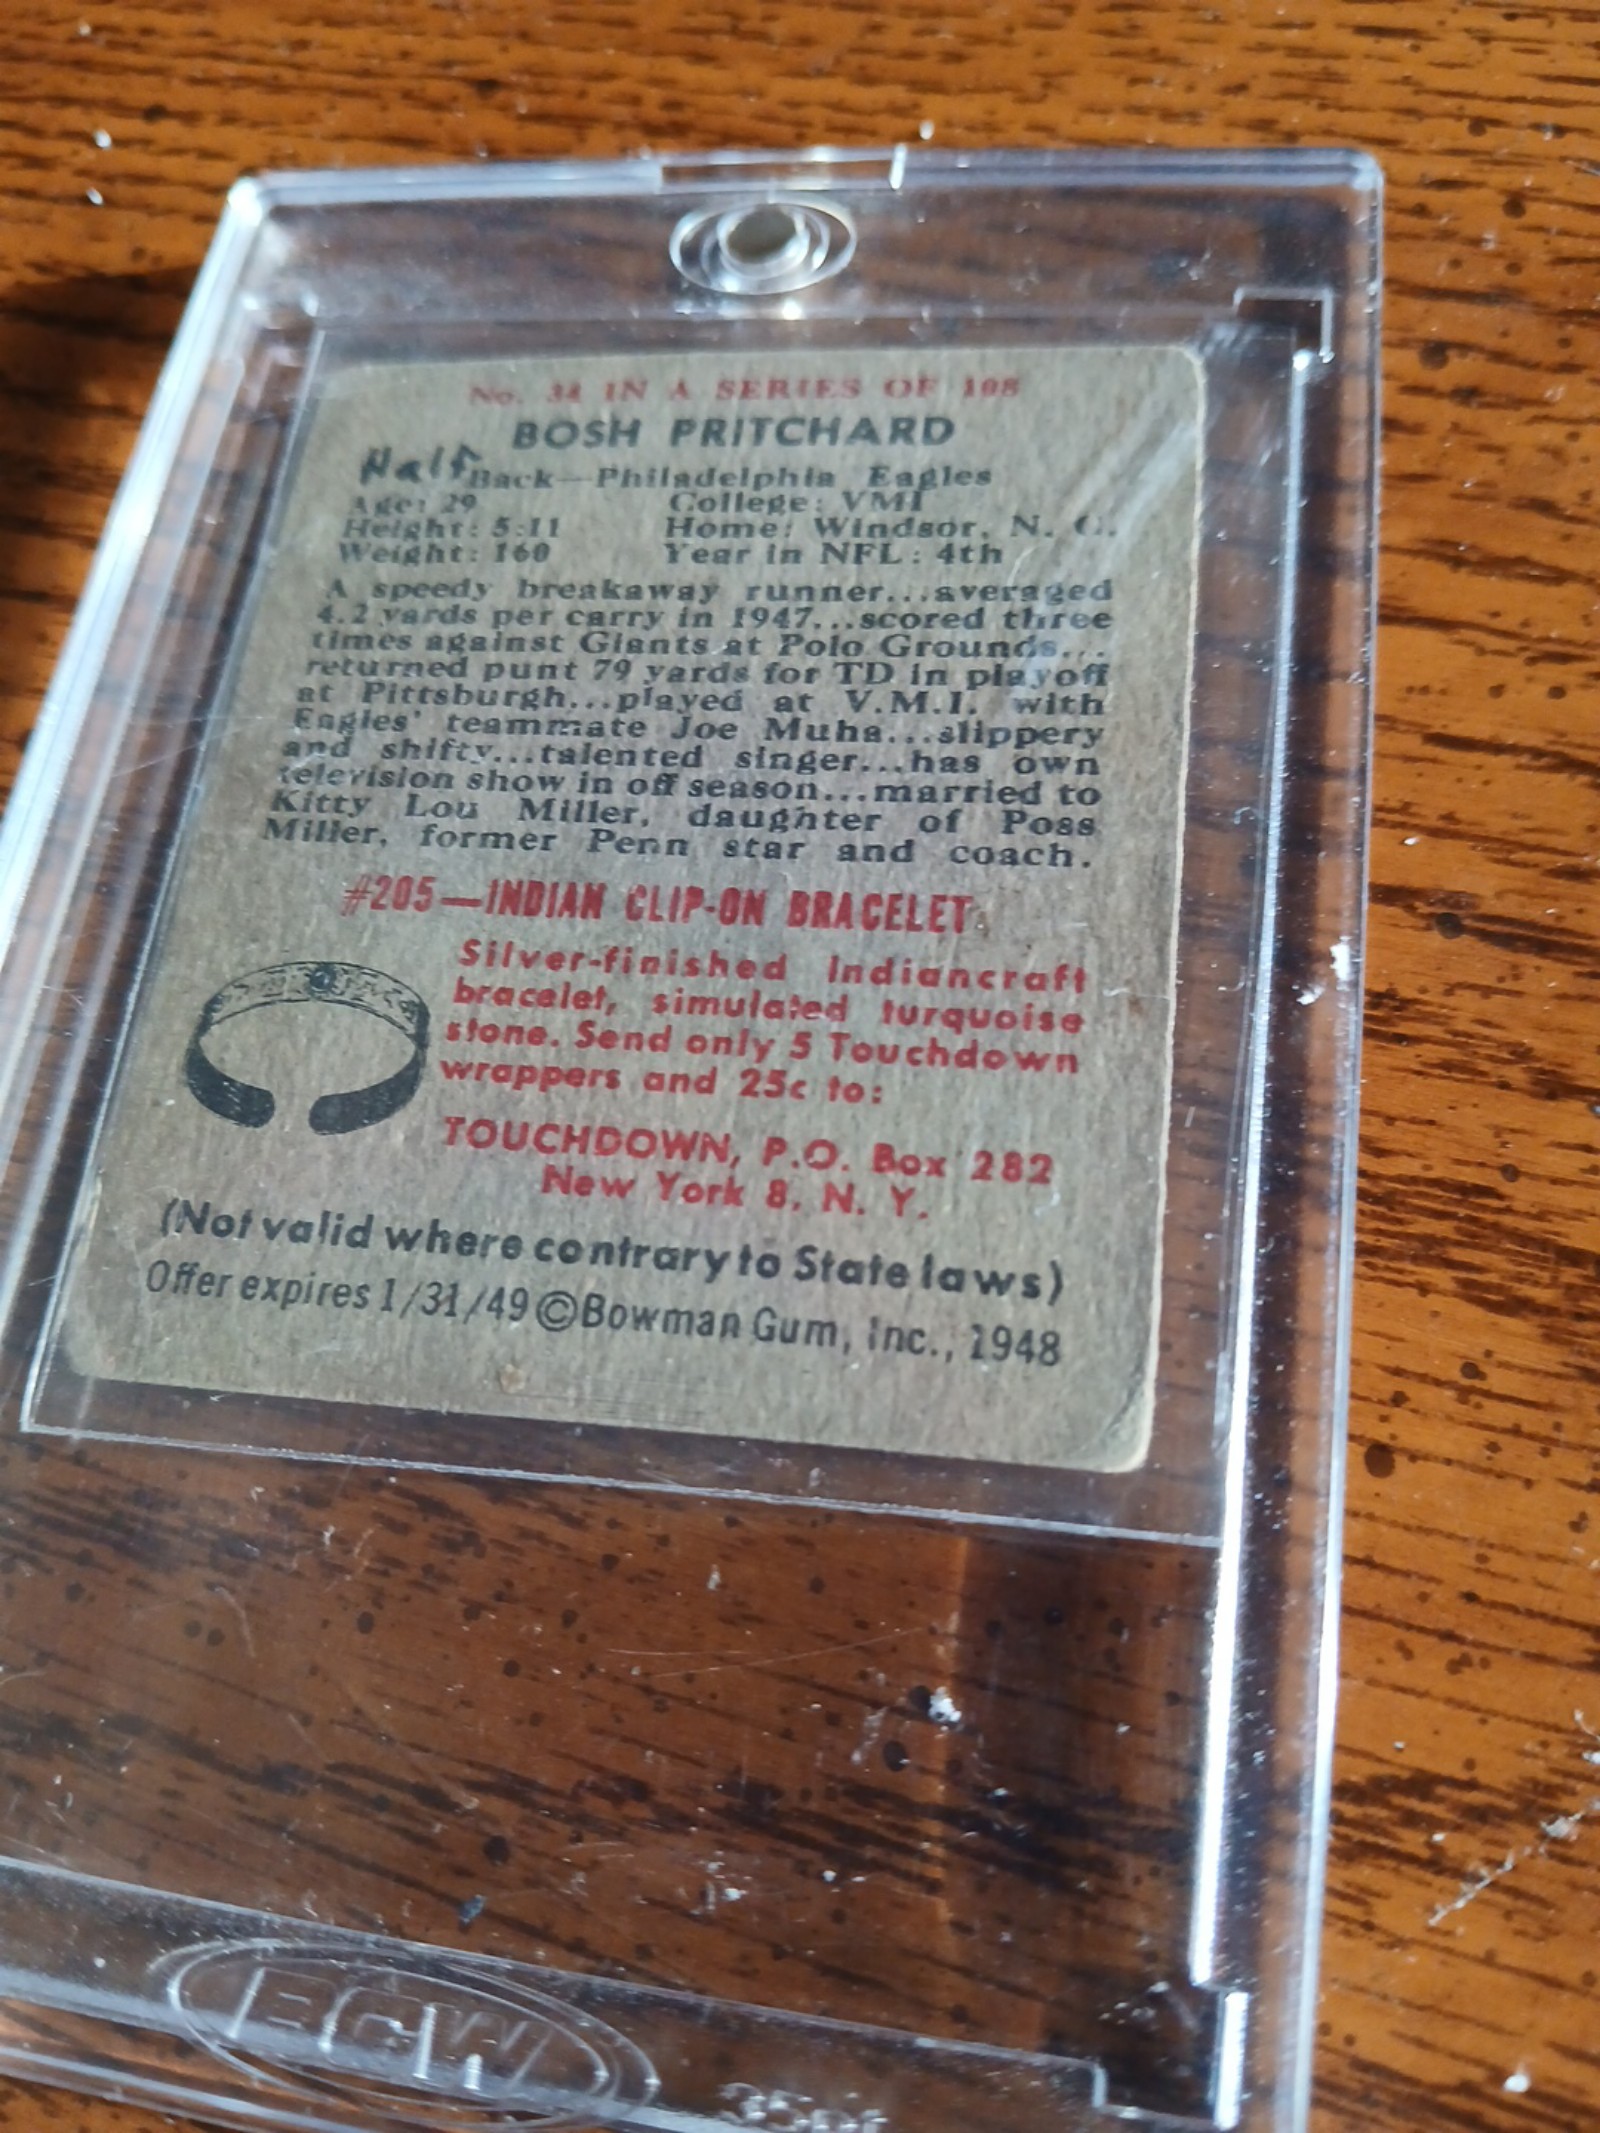 No. 34 IN A SERIES OF 108
BOSH PRITCHARD
Half Back—Philadelphia Eagles
Age: 29 College: VMI
Height: 5:11 Home: Windsor, N. C.
Weight: 160 Year in NFL: 4th
A speedy breakaway runner...averaged
4.2 yards per carry in 1947...scored three
times against Giants at Polo Grounds...
returned punt 79 yards for TD in playoff
at Pittsburgh...played at V.M.I. with
Eagles' teammate Joe Muha...slippery
and shifty...talented singer...has own
television show in off season...married to
Kitty Lou Miller, daughter of Poss
Miller, former Penn star and coach.
#205—INDIAN CLIP-ON BRACELET
Silver-finished Indiancraft
bracelet, simulated turquoise
stone. Send only 5 Touchdown
wrappers and 25c to:
TOUCHDOWN, P.O. Box 282
New York 8, N. Y.
(Not valid where contrary to State laws)
Offer expires 1/31/49 ©Bowman Gum, Inc., 1948
BCW